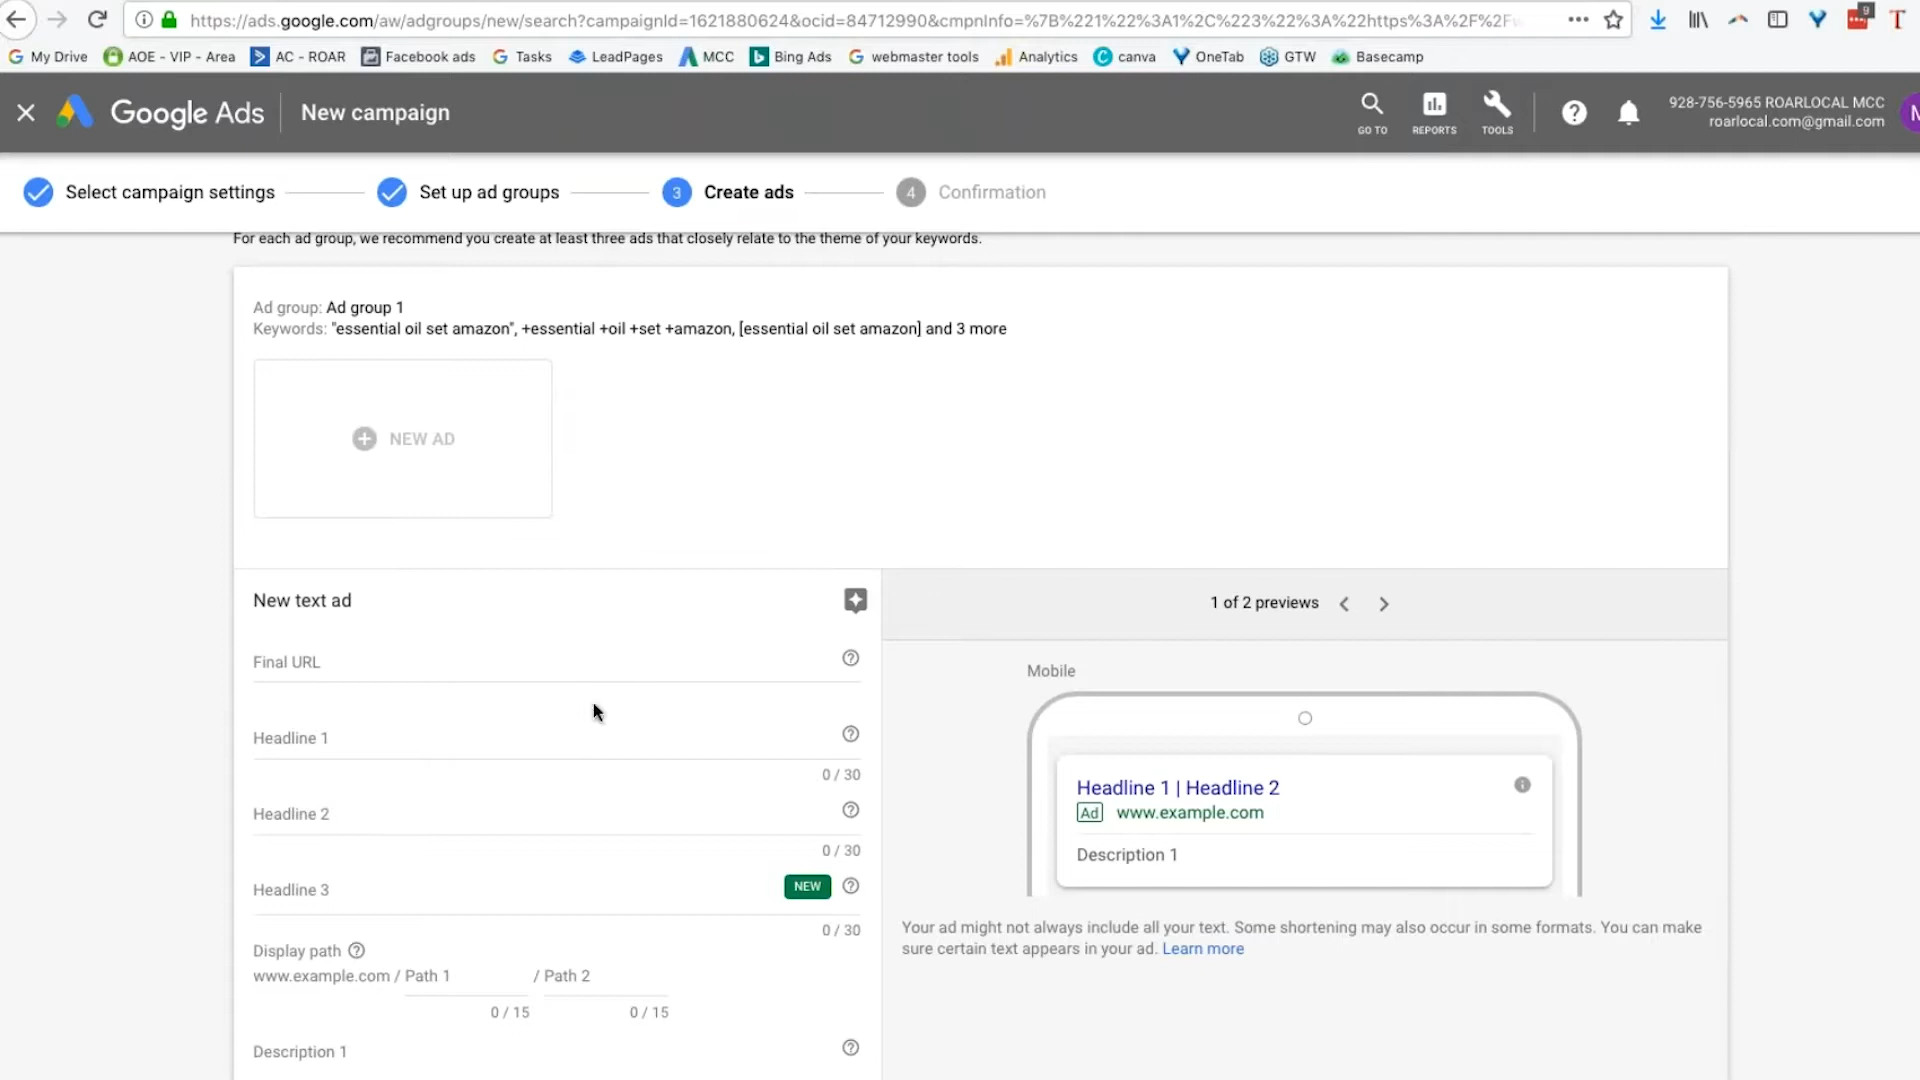 https://ads.google.com/aw/adgroups/new/search?campaignId=1621880624&ocid=84712990&cmpnInfo=%7B%221%22%3A1%2C%223%22%3A%22https%3A%2F%2F
9
T
My Drive AOE - VIP - Area AC - ROAR Facebook ads Tasks LeadPages MCC Bing Ads webmaster tools Analytics canva OneTab GTW Basecamp
Google Ads New campaign
GO TO REPORTS TOOLS
928-756-5965 ROARLOCAL MCC
roarlocal.com@gmail.com
Select campaign settings Set up ad groups 3 Create ads 4 Confirmation
For each ad group, we recommend you create at least three ads that closely relate to the theme of your keywords.
Ad group: Ad group 1
Keywords: "essential oil set amazon", +essential +oil +set +amazon, [essential oil set amazon] and 3 more
NEW AD
New text ad
1 of 2 previews
Final URL
Headline 1
0 / 30
Headline 2
0 / 30
Headline 3 NEW
0 / 30
Display path
www.example.com / Path 1 / Path 2
0 / 15 0 / 15
Description 1
Mobile
Headline 1 | Headline 2
Ad www.example.com
Description 1
Your ad might not always include all your text. Some shortening may also occur in some formats. You can make
sure certain text appears in your ad. Learn more